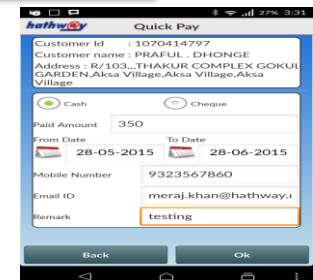 27% 3:31
hathway Quick Pay
Customer Id : 1070414797
Customer name : PRAFUL . DHONGE
Address : R/103,,,THAKUR COMPLEX GOKUL
GARDEN,Aksa Village,Aksa Village,Aksa
Village
Cash Cheque
Paid Amount 350
From Date To Date
28-05-2015 28-06-2015
Mobile Number 9323567860
Email ID meraj.khan@hathway.
Remark testing
Back Ok